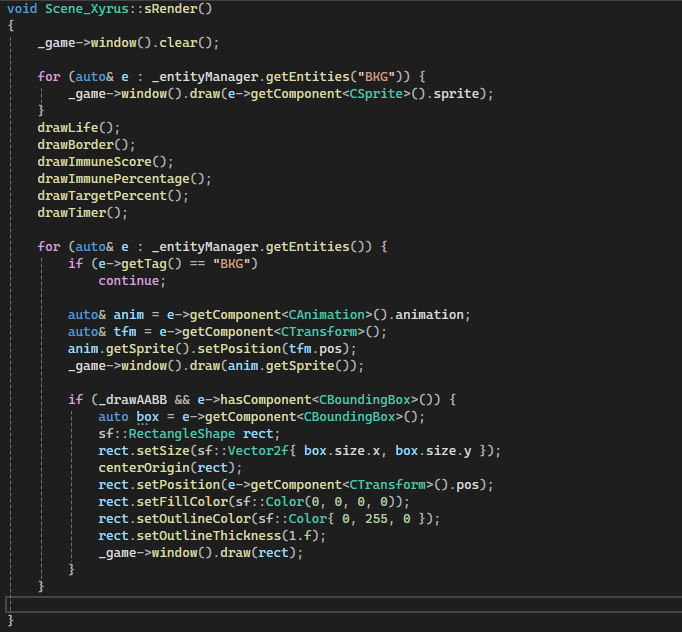 void Scene_Xyrus::sRender()
{
    _game->window().clear();

    for (auto& e : _entityManager.getEntities("BKG")) {
        _game->window().draw(e->getComponent<CSprite>().sprite);
    }
    drawLife();
    drawBorder();
    drawImmuneScore();
    drawImmunePercentage();
    drawTargetPercent();
    drawTimer();

    for (auto& e : _entityManager.getEntities()) {
        if (e->getTag() == "BKG")
            continue;

        auto& anim = e->getComponent<CAnimation>().animation;
        auto& tfm = e->getComponent<CTransform>();
        anim.getSprite().setPosition(tfm.pos);
        _game->window().draw(anim.getSprite());

        if (_drawAABB && e->hasComponent<CBoundingBox>()) {
            auto box = e->getComponent<CBoundingBox>();
            sf::RectangleShape rect;
            rect.setSize(sf::Vector2f{ box.size.x, box.size.y });
            centerOrigin(rect);
            rect.setPosition(e->getComponent<CTransform>().pos);
            rect.setFillColor(sf::Color(0, 0, 0, 0));
            rect.setOutlineColor(sf::Color{ 0, 255, 0 });
            rect.setOutlineThickness(1.f);
            _game->window().draw(rect);
        }
    }

}